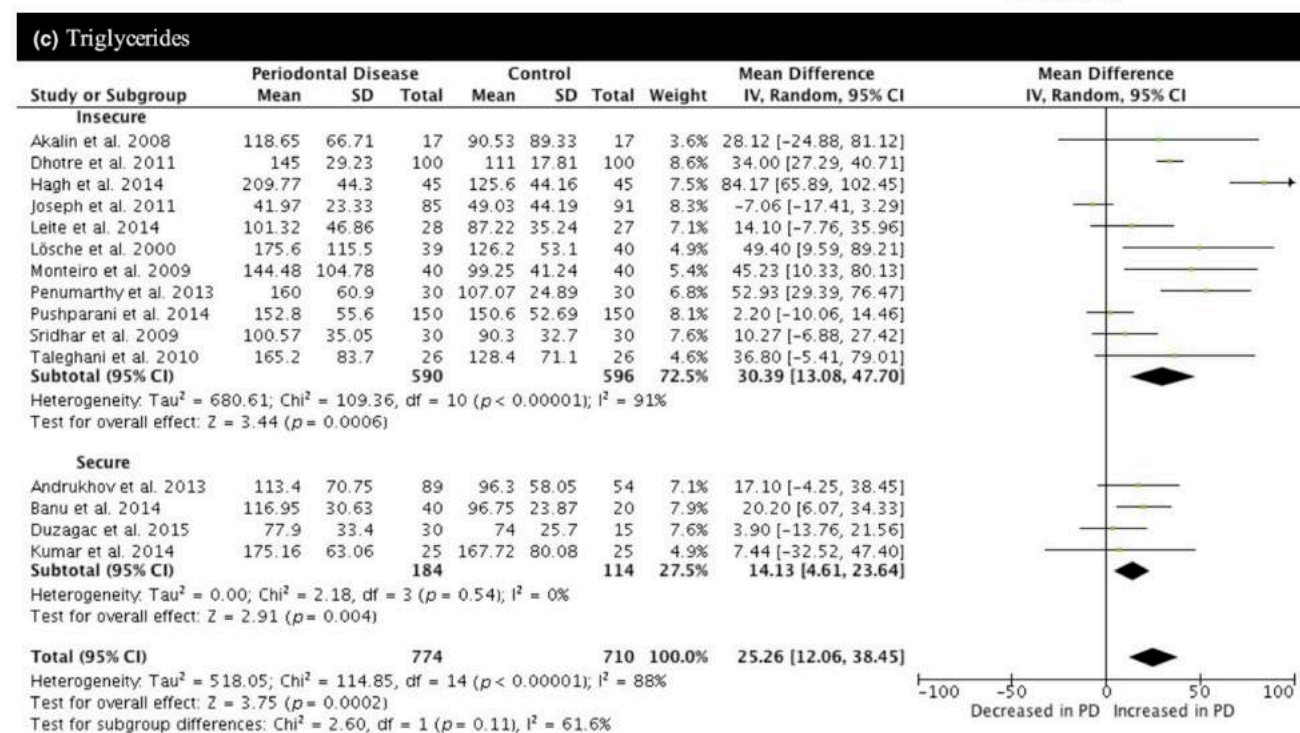 (c) Triglycerides
Periodontal Disease Control Mean Difference Mean Difference
Study or Subgroup Mean SD Total Mean SD Total Weight IV, Random, 95% CI IV, Random, 95% CI
Insecure
Akalin et al. 2008 118.65 66.71 17 90.53 89.33 17 3.6% 28.12 [-24.88, 81.12]
Dhotre et al. 2011 145 29.23 100 111 17.81 100 8.6% 34.00 [27.29, 40.71]
Hagh et al. 2014 209.77 44.3 45 125.6 44.16 45 7.5% 84.17 [65.89, 102.45]
Joseph et al. 2011 41.97 23.33 85 49.03 44.19 91 8.3% -7.06 [-17.41, 3.29]
Leite et al. 2014 101.32 46.86 28 87.22 35.24 27 7.1% 14.10 [-7.76, 35.96]
Lösche et al. 2000 175.6 115.5 39 126.2 53.1 40 4.9% 49.40 [9.59, 89.21]
Monteiro et al. 2009 144.48 104.78 40 99.25 41.24 40 5.4% 45.23 [10.33, 80.13]
Penumarthy et al. 2013 160 60.9 30 107.07 24.89 30 6.8% 52.93 [29.39, 76.47]
Pushparani et al. 2014 152.8 55.6 150 150.6 52.69 150 8.1% 2.20 [-10.06, 14.46]
Sridhar et al. 2009 100.57 35.05 30 90.3 32.7 30 7.6% 10.27 [-6.88, 27.42]
Taleghani et al. 2010 165.2 83.7 26 128.4 71.1 26 4.6% 36.80 [-5.41, 79.01]
Subtotal (95% CI) 590 596 72.5% 30.39 [13.08, 47.70]
Heterogeneity: Tau² = 680.61; Chi² = 109.36, df = 10 (p < 0.00001); I² = 91%
Test for overall effect: Z = 3.44 (p = 0.0006)
Secure
Andrukhov et al. 2013 113.4 70.75 89 96.3 58.05 54 7.1% 17.10 [-4.25, 38.45]
Banu et al. 2014 116.95 30.63 40 96.75 23.87 20 7.9% 20.20 [6.07, 34.33]
Duzagac et al. 2015 77.9 33.4 30 74 25.7 15 7.6% 3.90 [-13.76, 21.56]
Kumar et al. 2014 175.16 63.06 25 167.72 80.08 25 4.9% 7.44 [-32.52, 47.40]
Subtotal (95% CI) 184 114 27.5% 14.13 [4.61, 23.64]
Heterogeneity: Tau² = 0.00; Chi² = 2.18, df = 3 (p = 0.54); I² = 0%
Test for overall effect: Z = 2.91 (p = 0.004)
Total (95% CI) 774 710 100.0% 25.26 [12.06, 38.45]
Heterogeneity: Tau² = 518.05; Chi² = 114.85, df = 14 (p < 0.00001); I² = 88%
Test for overall effect: Z = 3.75 (p = 0.0002)
Test for subgroup differences: Chi² = 2.60, df = 1 (p = 0.11), I² = 61.6%
-100 -50 0 50 100
Decreased in PD Increased in PD